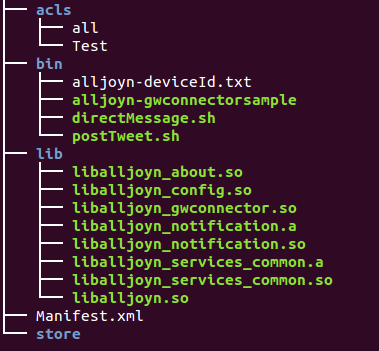 acls
all
Test
bin
alljoyn-deviceId.txt
alljoyn-gwconnectorsample
directMessage.sh
postTweet.sh
lib
liballjoyn_about.so
liballjoyn_config.so
liballjoyn_gwconnector.so
liballjoyn_notification.a
liballjoyn_notification.so
liballjoyn_services_common.a
liballjoyn_services_common.so
liballjoyn.so
Manifest.xml
store